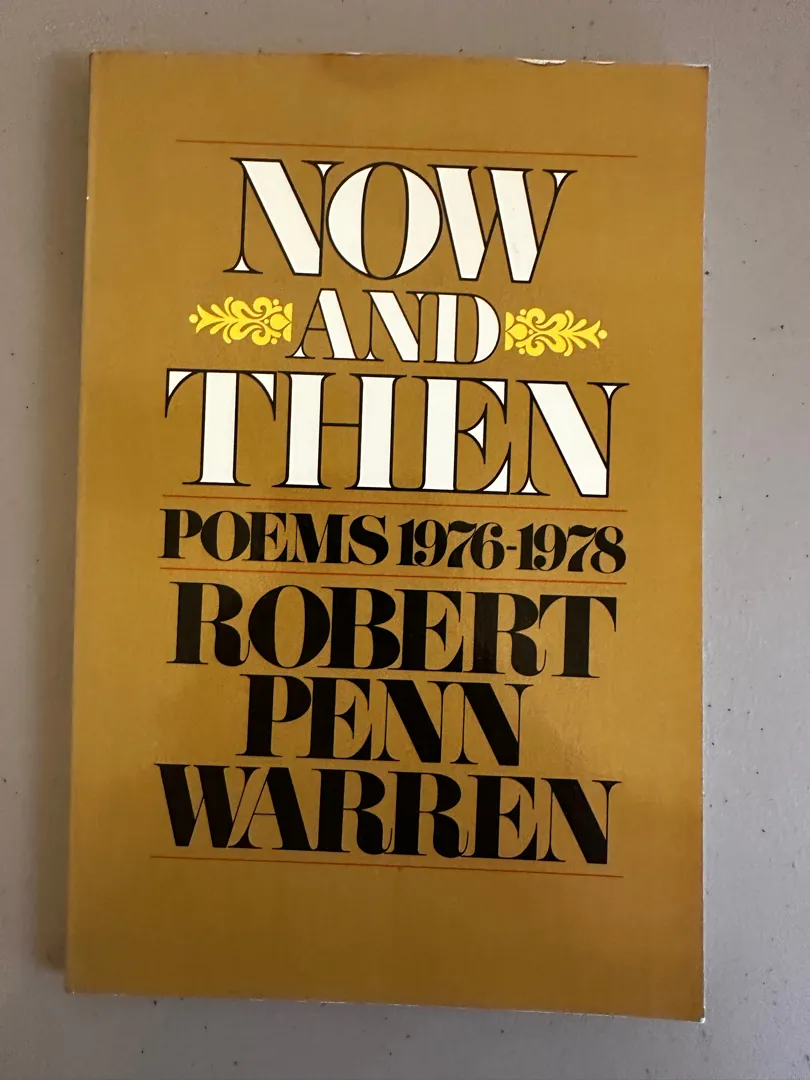 NOW
AND
THEN
POEMS 1976-1978
ROBERT
PENN
WARREN